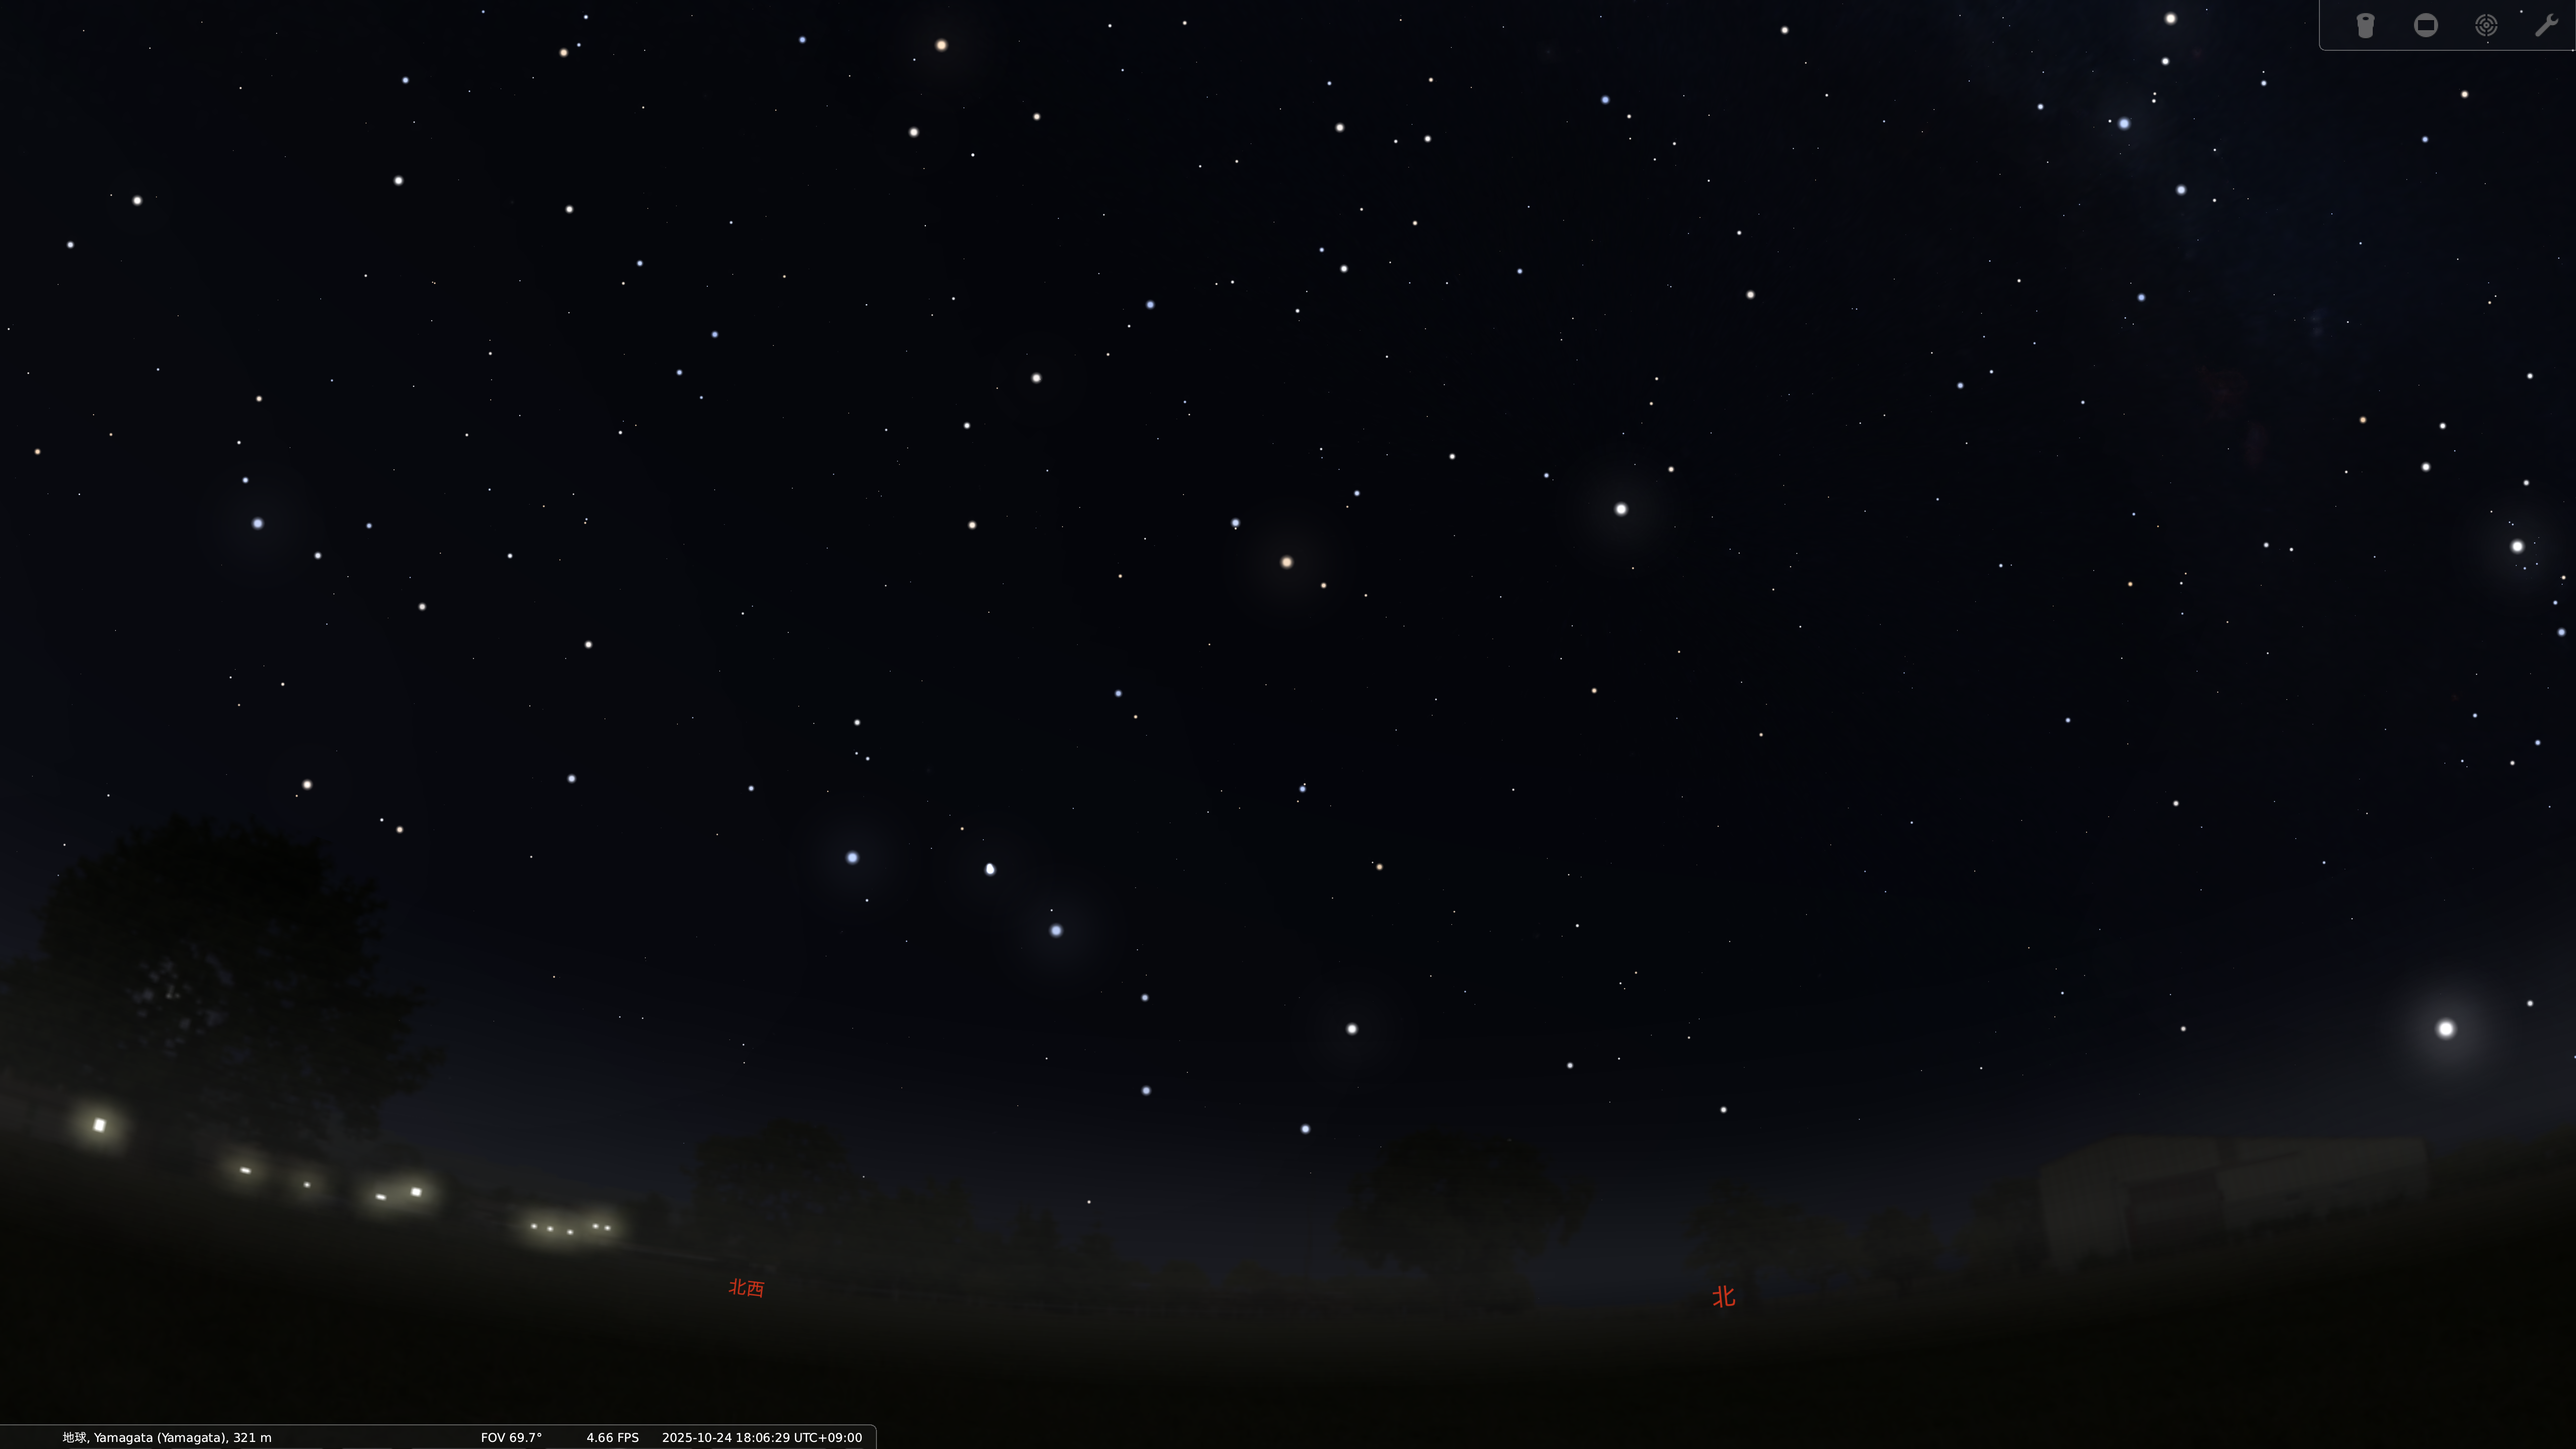 北西
北
地球, Yamagata (Yamagata), 321 m FOV 69.7° 4.66 FPS 2025-10-24 18:06:29 UTC+09:00